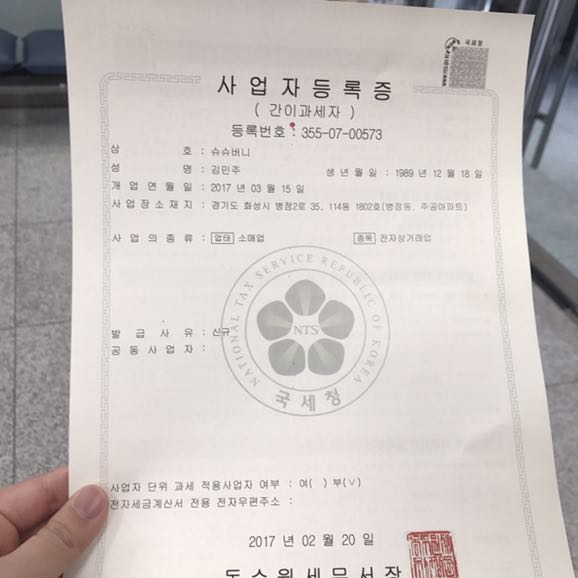 국세청
사업자등록증
( 간이과세자 )
등록번호 : 355-07-00573
상 호 : 슈슈버니
성 명 : 김민주 생 년 월 일 : 1989 년 12 월 18 일
개 업 연 월 일 : 2017 년 03 월 15 일
사 업 장 소 재 지 : 경기도 화성시 병점2로 35, 114동 1802호(병점동, 주공아파트)
사 업 의 종 류 : 업태 소매업 종목 전자상거래업
NATIONAL TAX SERVICE REPUBLIC OF KOREA
NTS
국세청
발 급 사 유 : 신규
공 동 사 업 자 :
사업자 단위 과세 적용사업자 여부 : 여( ) 부(∨)
전자세금계산서 전용 전자우편주소 :
2017 년 02 월 20 일
동수원세무서장